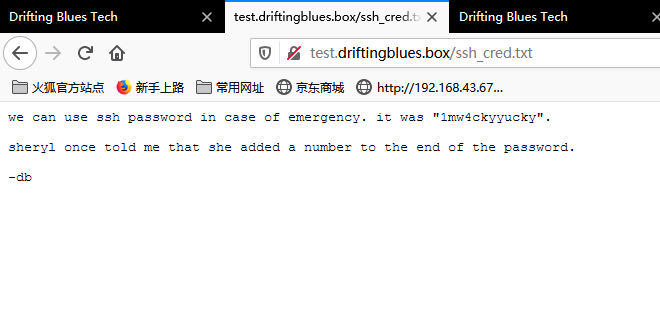 Drifting Blues Tech
test.driftingblues.box/ssh_cred.tx
Drifting Blues Tech
test.driftingblues.box/ssh_cred.txt
火狐官方站点 新手上路 常用网址 京东商城 http://192.168.43.67...
we can use ssh password in case of emergency. it was "1mw4ckyyucky".
sheryl once told me that she added a number to the end of the password.
-db